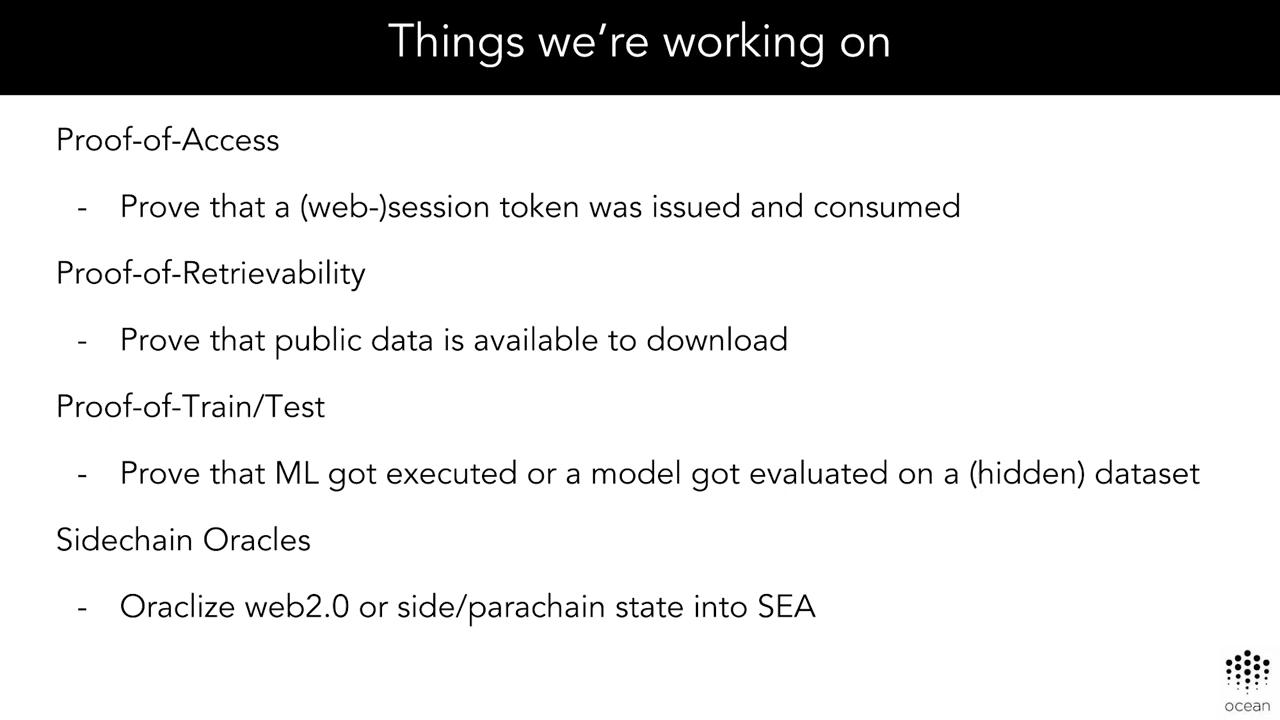 Things we’re working on
Proof-of-Access
- Prove that a (web-)session token was issued and consumed
Proof-of-Retrievability
- Prove that public data is available to download
Proof-of-Train/Test
- Prove that ML got executed or a model got evaluated on a (hidden) dataset
Sidechain Oracles
- Oraclize web2.0 or side/parachain state into SEA
ocean